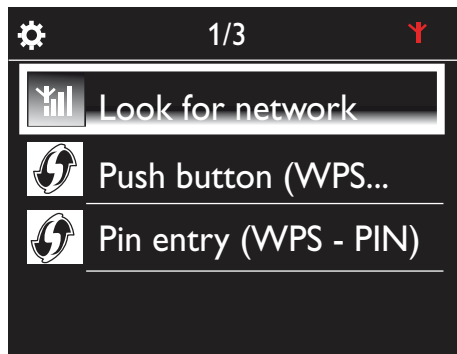 1/3
Look for network
Push button (WPS...
Pin entry (WPS - PIN)